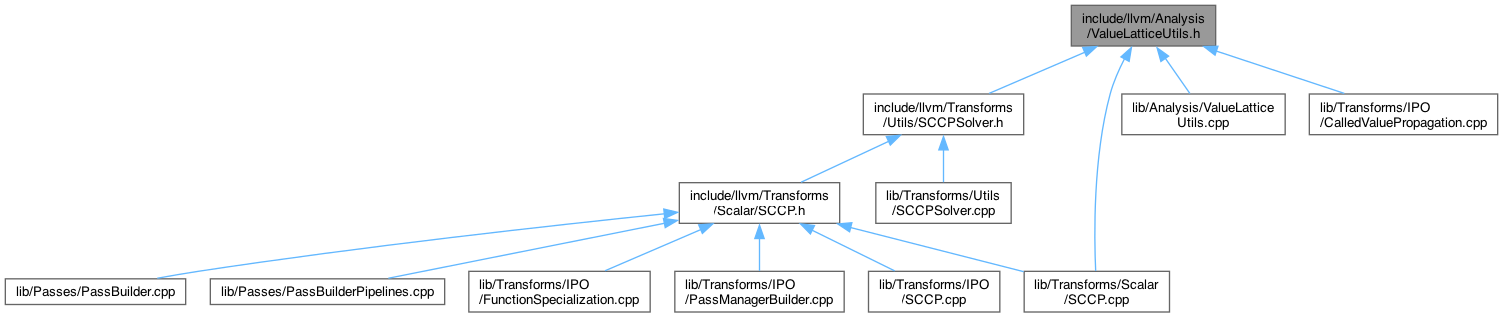 include/llvm/Analysis
/ValueLatticeUtils.h
include/llvm/Transforms
/Utils/SCCPSolver.h
lib/Analysis/ValueLattice
Utils.cpp
lib/Transforms/IPO
/CalledValuePropagation.cpp
include/llvm/Transforms
/Scalar/SCCP.h
lib/Transforms/Utils
/SCCPSolver.cpp
lib/Passes/PassBuilder.cpp
lib/Passes/PassBuilderPipelines.cpp
lib/Transforms/IPO
/FunctionSpecialization.cpp
lib/Transforms/IPO
/PassManagerBuilder.cpp
lib/Transforms/IPO
/SCCP.cpp
lib/Transforms/Scalar
/SCCP.cpp